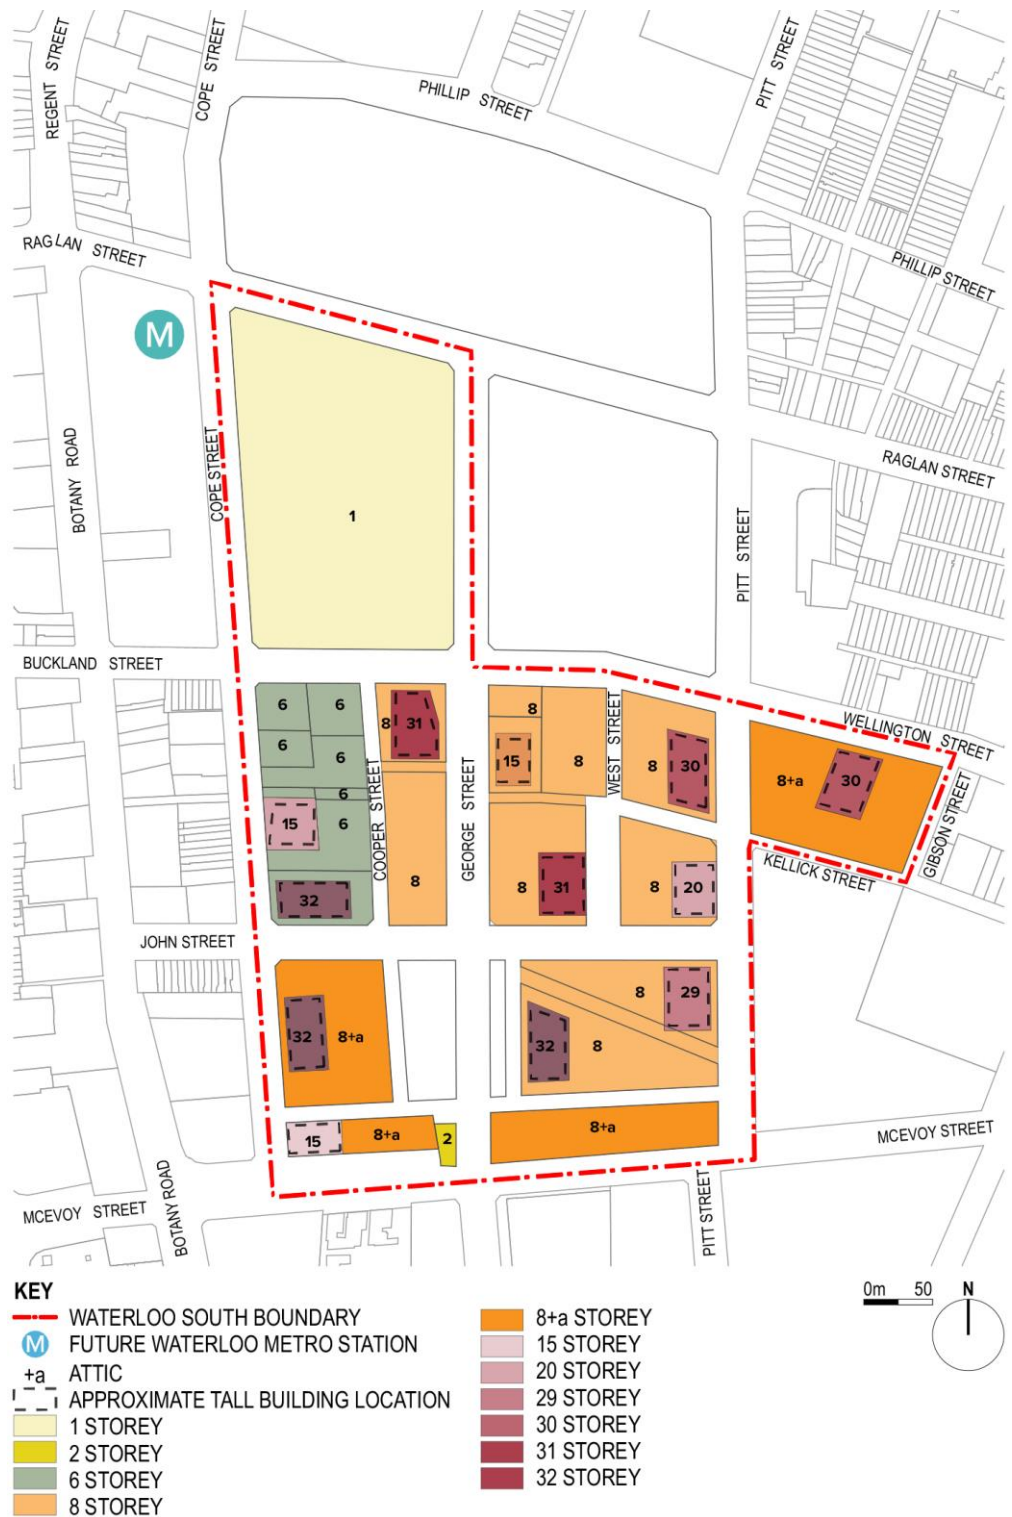 REGENT STREET
COPE STREET
PHILLIP STREET
PITT STREET
RAGLAN STREET
PHILLIP STREET
M
BOTANY ROAD
COPE STREET
1
PITT STREET
RAGLAN STREET
BUCKLAND STREET
WELLINGTON STREET
6
6
8
31
8
WEST STREET
6
6
15
8
8
30
8+a
30
GIBSON STREET
6
COOPER STREET
GEORGE STREET
15
6
KELLICK STREET
8
8
31
8
20
32
JOHN STREET
8
29
32
8+a
32
8
15
8+a
2
8+a
MCEVOY STREET
MCEVOY STREET
BOTANY ROAD
PITT STREET
KEY
WATERLOO SOUTH BOUNDARY
M FUTURE WATERLOO METRO STATION
+a ATTIC
APPROXIMATE TALL BUILDING LOCATION
1 STOREY
2 STOREY
6 STOREY
8 STOREY
8+a STOREY
15 STOREY
20 STOREY
29 STOREY
30 STOREY
31 STOREY
32 STOREY
0m 50
N